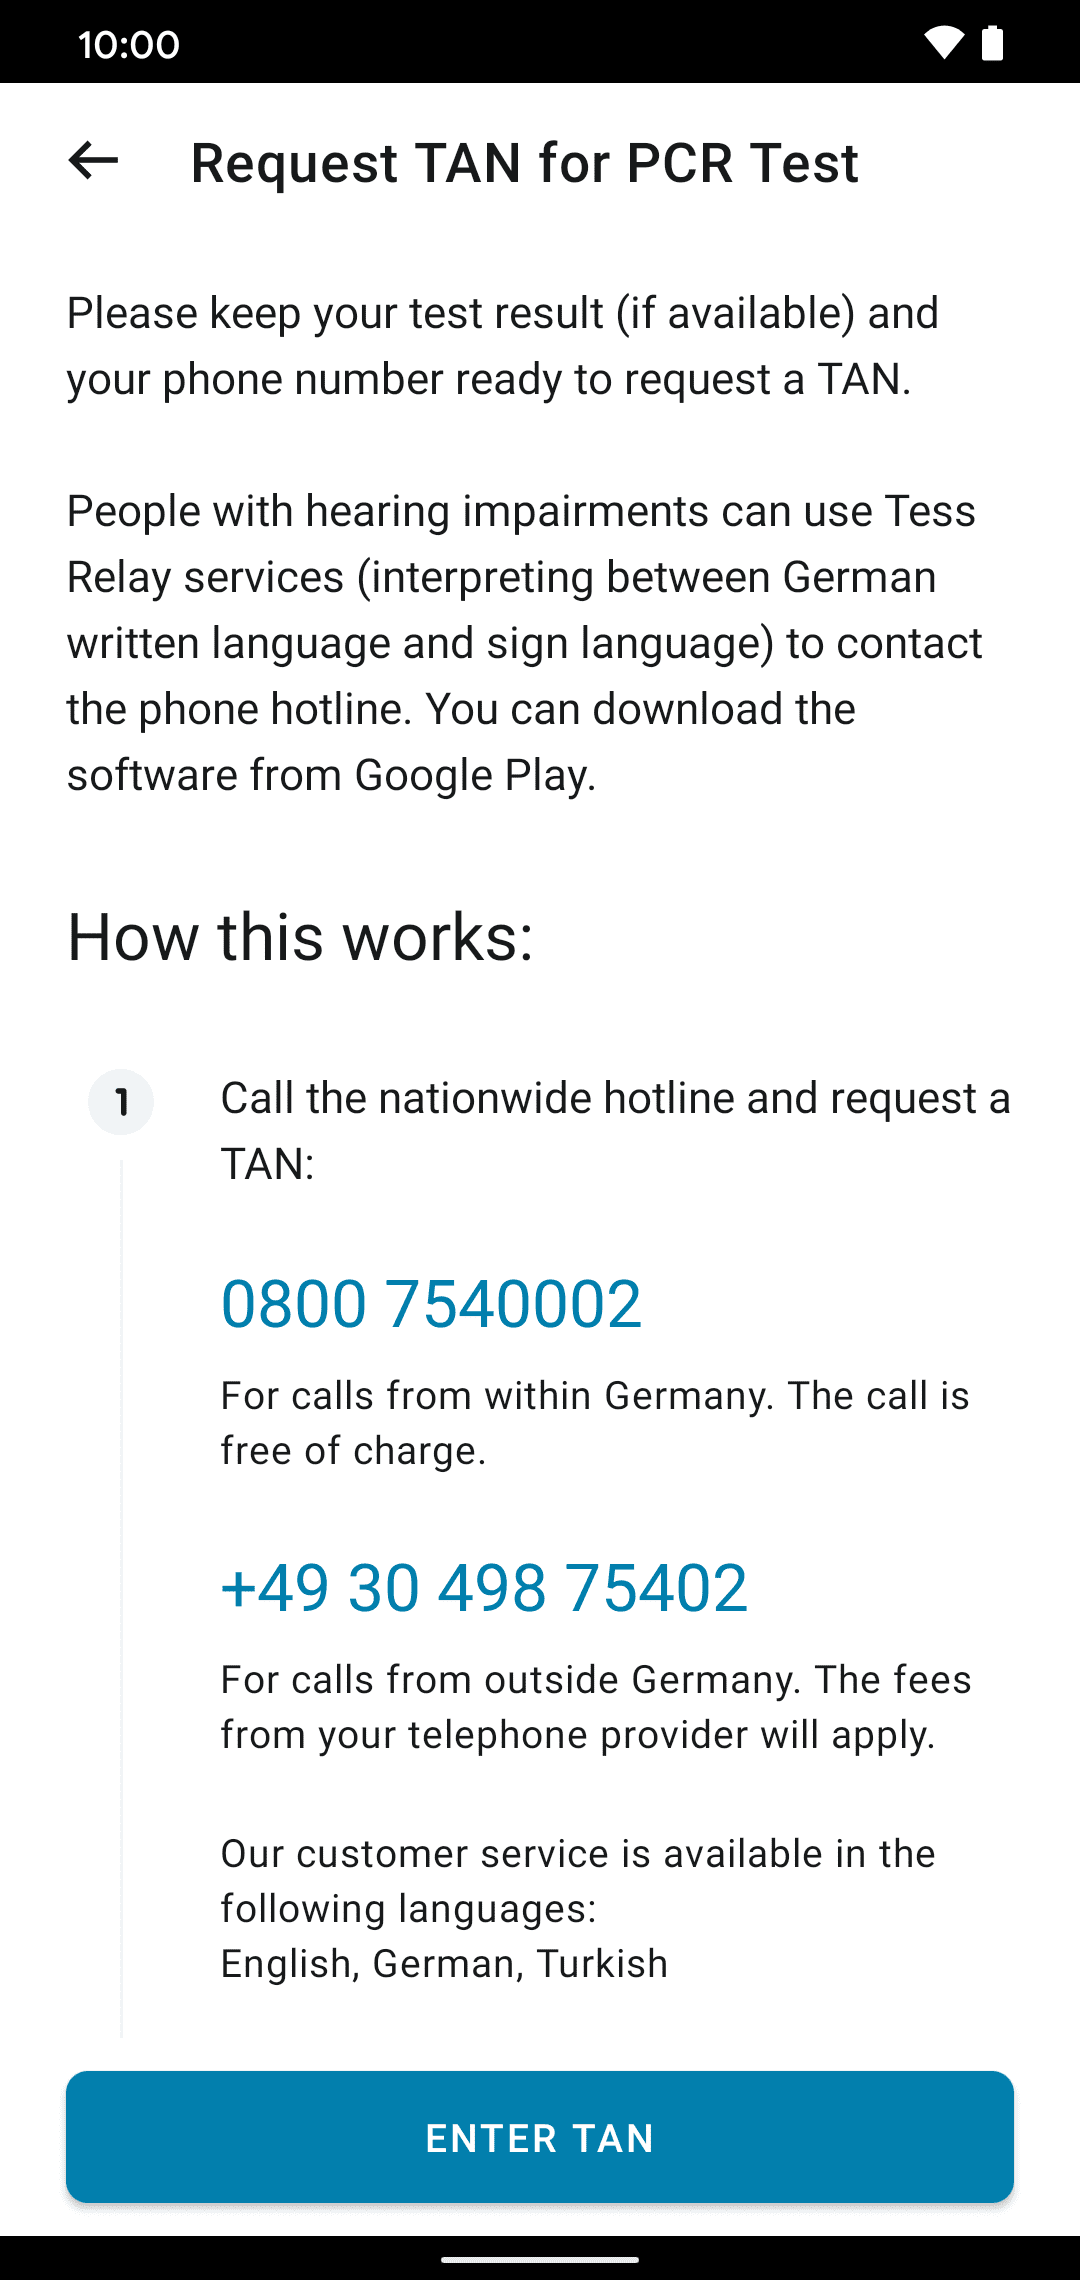 10:00
Request TAN for PCR Test
Please keep your test result (if available) and
your phone number ready to request a TAN.
People with hearing impairments can use Tess
Relay services (interpreting between German
written language and sign language) to contact
the phone hotline. You can download the
software from Google Play.
How this works:
1
Call the nationwide hotline and request a
TAN:
0800 7540002
For calls from within Germany. The call is
free of charge.
+49 30 498 75402
For calls from outside Germany. The fees
from your telephone provider will apply.
Our customer service is available in the
following languages:
English, German, Turkish
ENTER TAN